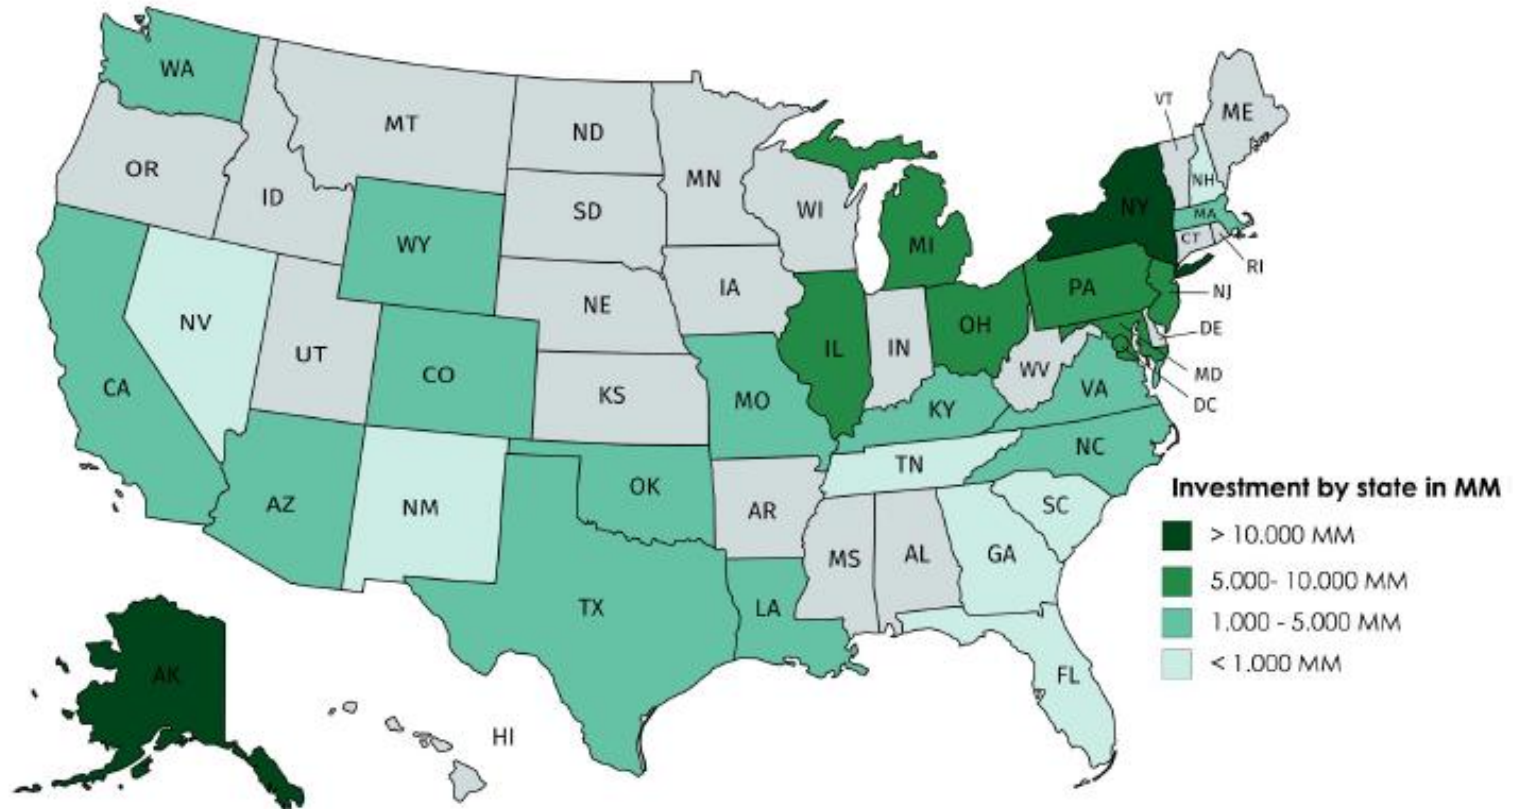 WA
MT
ND
OR
ID
MN
SD
WI
WY
MI
IA
NE
NV
UT
CO
IL
IN
OH
PA
NY
VT
ME
NH
MA
CT
RI
NJ
DE
MD
DC
WV
VA
KY
CA
KS
MO
NC
TN
AZ
NM
OK
AR
SC
MS
AL
GA
TX
LA
FL
AK
HI
Investment by state in MM
> 10.000 MM
5.000- 10.000 MM
1.000 - 5.000 MM
< 1.000 MM